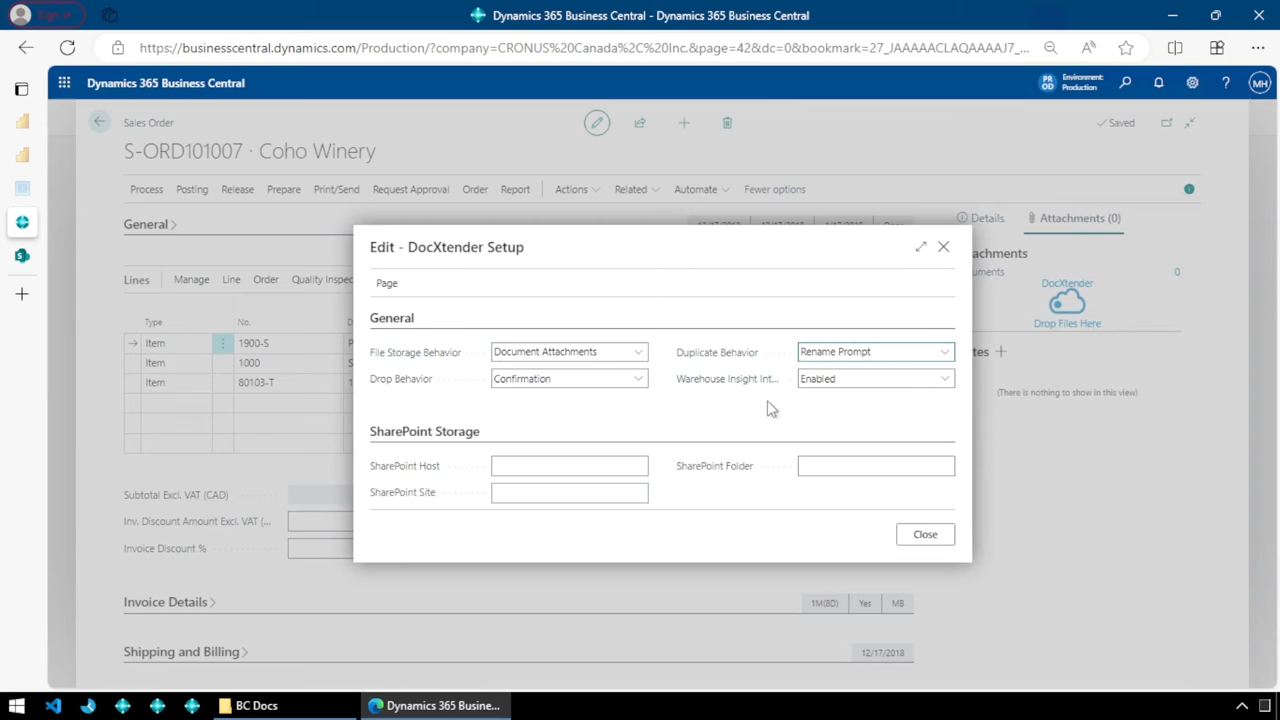 Sign in
Dynamics 365 Business Central - Dynamics 365 Business Central
https://businesscentral.dynamics.com/Production/?company=CRONUS%20Canada%2C%20Inc.&page=42&dc=0&bookmark=27_JAAAAACLAQAAAAJ7_...
Dynamics 365 Business Central
PR OD
Environment:
Production
MH
Sales Order
Saved
S-ORD101007 · Coho Winery
Process Posting Release Prepare Print/Send Request Approval Order Report Actions Related Automate Fewer options
General
Details Attachments (0)
Edit - DocXtender Setup
Page
General
File Storage Behavior Document Attachments Duplicate Behavior Rename Prompt
Drop Behavior Confirmation Warehouse Insight Int... Enabled
SharePoint Storage
SharePoint Host SharePoint Folder
SharePoint Site
Close
Lines Manage Line Order Quality Inspec
Type No.
Item 1900-S
Item 1000
Item 80103-T
Subtotal Excl. VAT (CAD)
Inv. Discount Amount Excl. VAT (...
Invoice Discount %
0
DocXtender
Drop Files Here
(There is nothing to show in this view)
Invoice Details 1M(8D) Yes MB
Shipping and Billing 12/17/2018
BC Docs Dynamics 365 Busine...